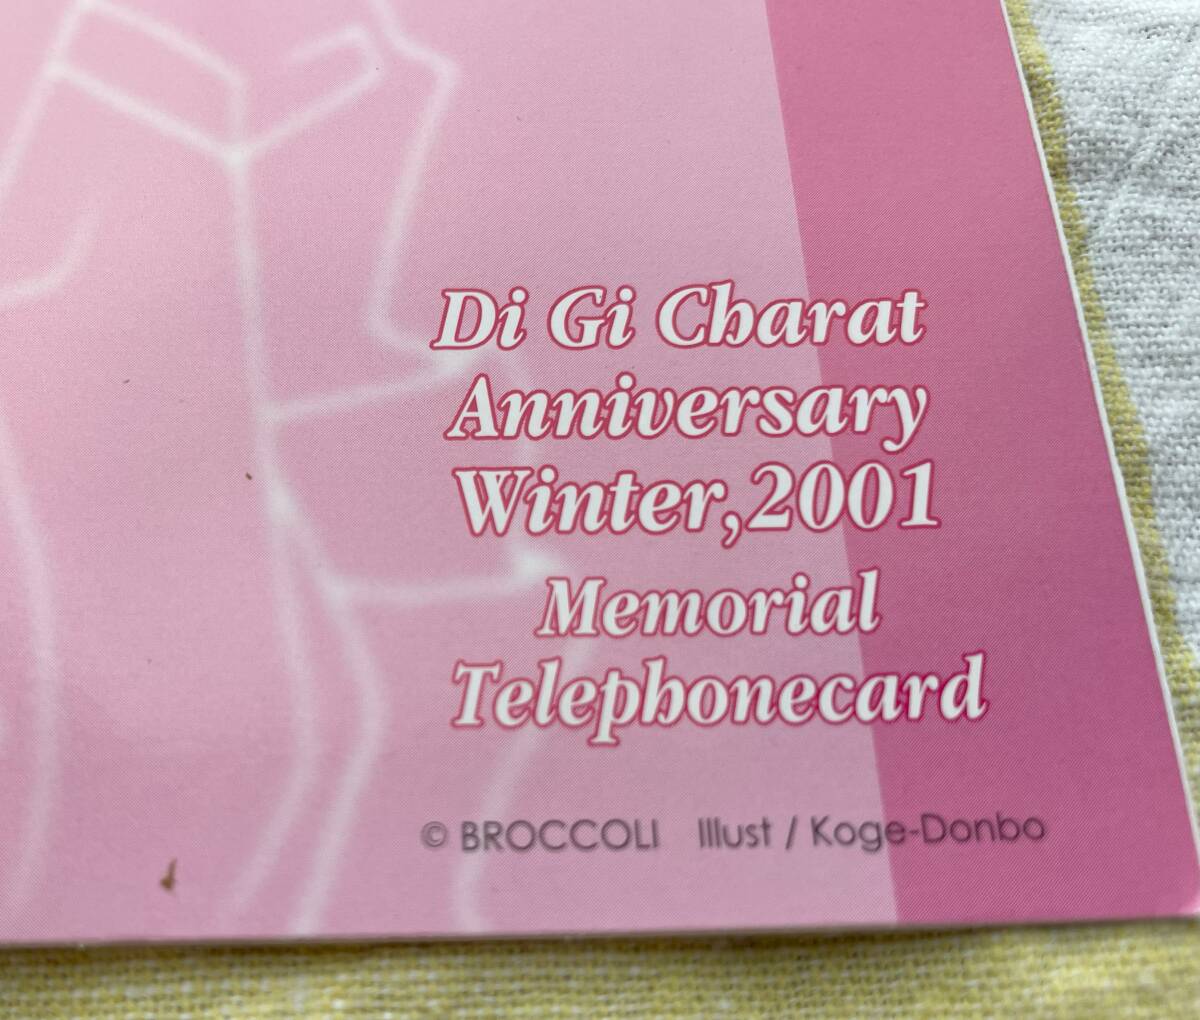 Di Gi Charat
Anniversary
Winter,2001
Memorial
Telephonecard
© BROCCOLI Illust / Koge-Donbo